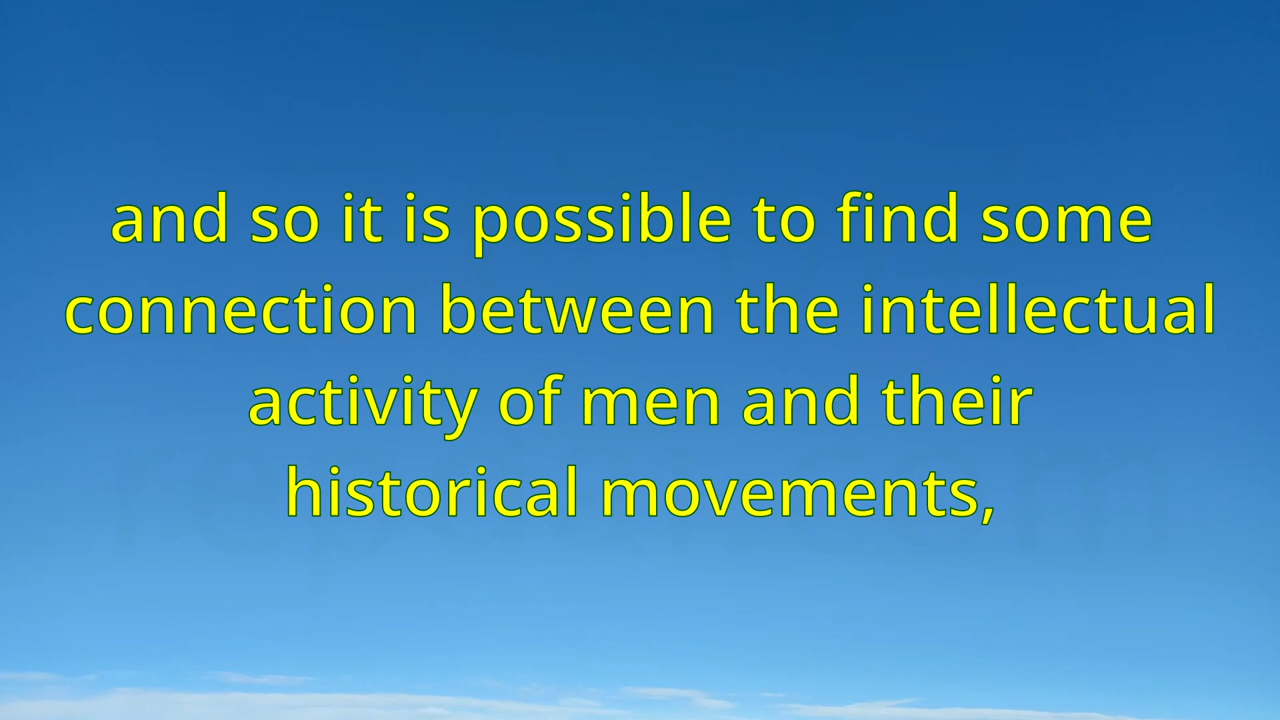 and so it is possible to find some
connection between the intellectual
activity of men and their
historical movements,